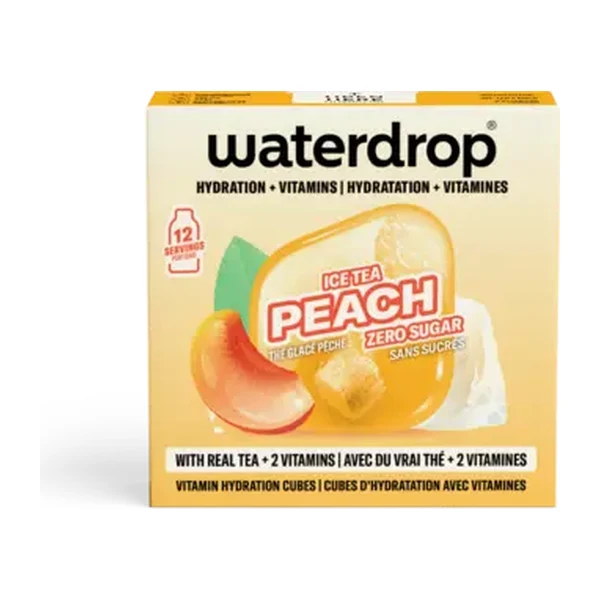 waterdrop®
HYDRATION + VITAMINS | HYDRATATION + VITAMINES
12
SERVINGS
PORTIONS
ICE TEA
PEACH
THÉ GLACÉ PÊCHE
ZERO SUGAR
SANS SUCRES
WITH REAL TEA + 2 VITAMINS | AVEC DU VRAI THÉ + 2 VITAMINES
VITAMIN HYDRATION CUBES | CUBES D'HYDRATATION AVEC VITAMINES